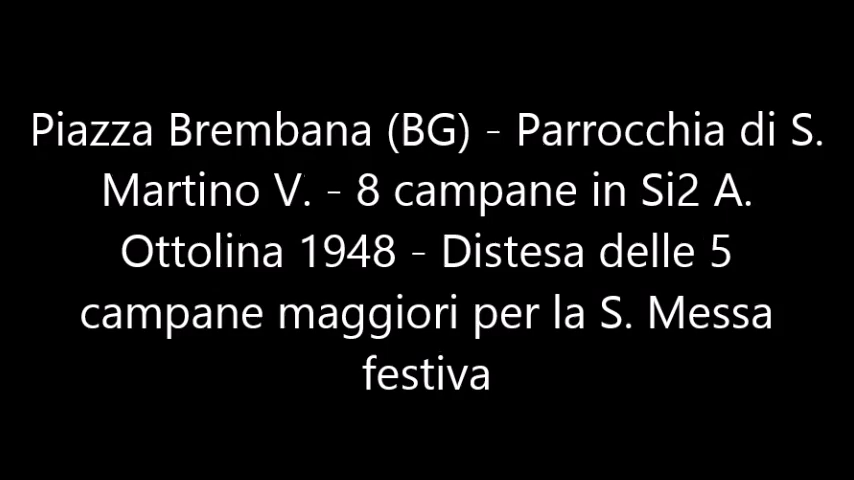 Piazza Brembana (BG) - Parrocchia di S.
Martino V. - 8 campane in Si2 A.
Ottolina 1948 - Distesa delle 5
campane maggiori per la S. Messa
festiva